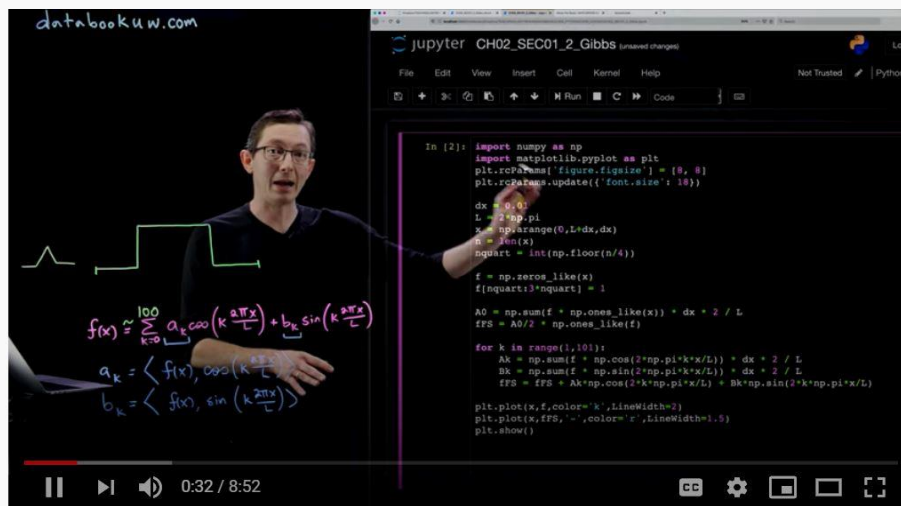 databookuw.com
jupyter CH02_SEC01_2_Gibbs (unsaved changes)
File Edit View Insert Cell Kernel Help Not Trusted Python
Run Code
In [2]: import numpy as np
import matplotlib.pyplot as plt
plt.rcParams['figure.figsize'] = [8, 8]
plt.rcParams.update({'font.size': 18})
dx = 0.01
L = 2*np.pi
x = np.arange(0,L+dx,dx)
n = len(x)
nquart = int(np.floor(n/4))
f = np.zeros_like(x)
f[nquart:3*nquart] = 1
A0 = np.sum(f * np.ones_like(x)) * dx * 2 / L
fFS = A0/2 * np.ones_like(f)
for k in range(1,101):
Ak = np.sum(f * np.cos(2*np.pi*k*x/L)) * dx * 2 / L
Bk = np.sum(f * np.sin(2*np.pi*k*x/L)) * dx * 2 / L
fFS = fFS + Ak*np.cos(2*k*np.pi*x/L) + Bk*np.sin(2*k*np.pi*x/L)
plt.plot(x,f,color='k',LineWidth=2)
plt.plot(x,fFS,'-',color='r',LineWidth=1.5)
plt.show()
f(x) ≈ Σ_{k=0}^{100} a_k cos(k 2πx/L) + b_k sin(k 2πx/L)
a_k = ⟨ f(x), cos(k 2πx/L) ⟩
b_k = ⟨ f(x), sin(k 2πx/L) ⟩
0:32 / 8:52
CC